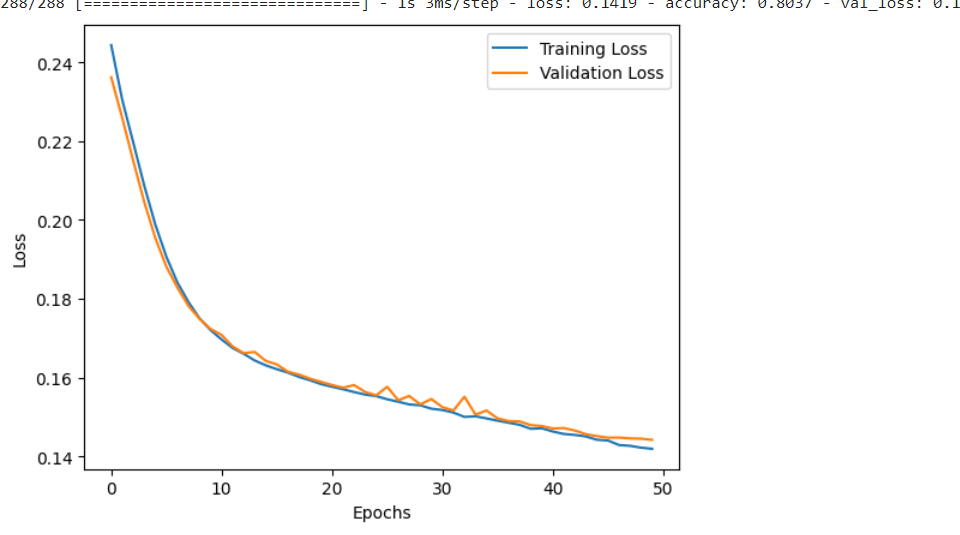 288/288 [==============================] - 1s 3ms/step - loss: 0.1419 - accuracy: 0.8037 - val_loss: 0.1
Training Loss
Validation Loss
0.24
0.22
0.20
0.18
0.16
0.14
Loss
0
10
20
30
40
50
Epochs